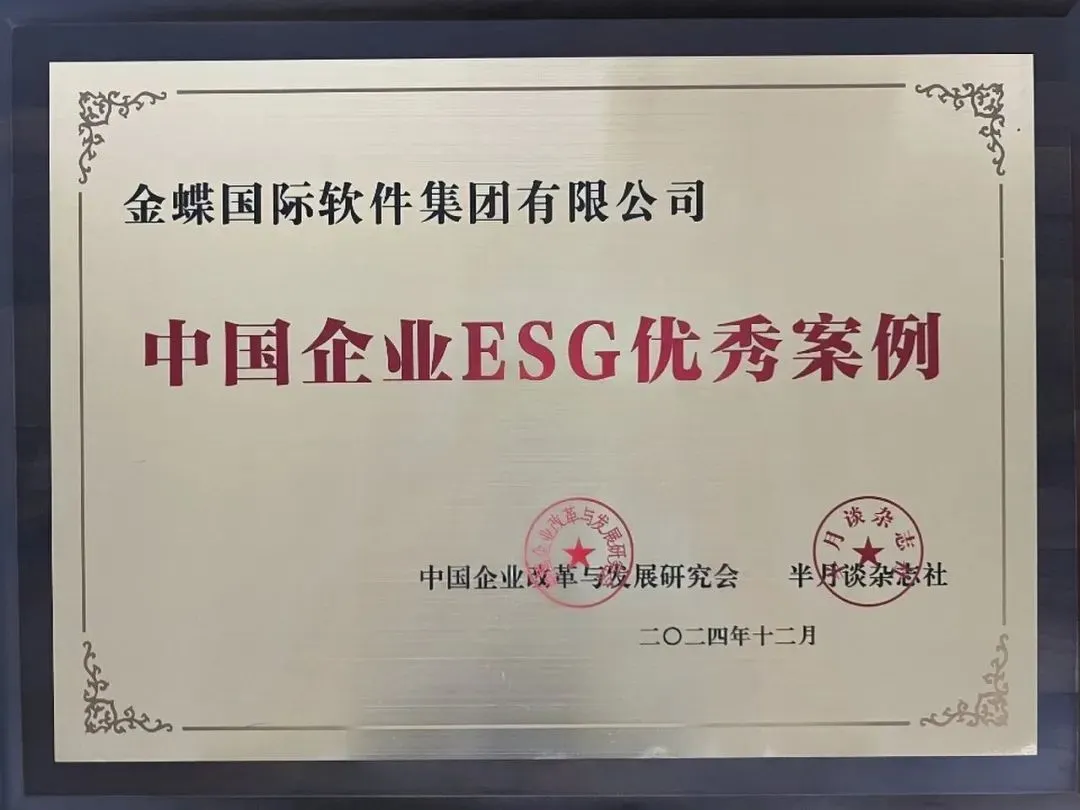 金蝶国际软件集团有限公司
中国企业ESG优秀案例
中国企业改革与发展研究会 半月谈杂志社
二〇二四年十二月